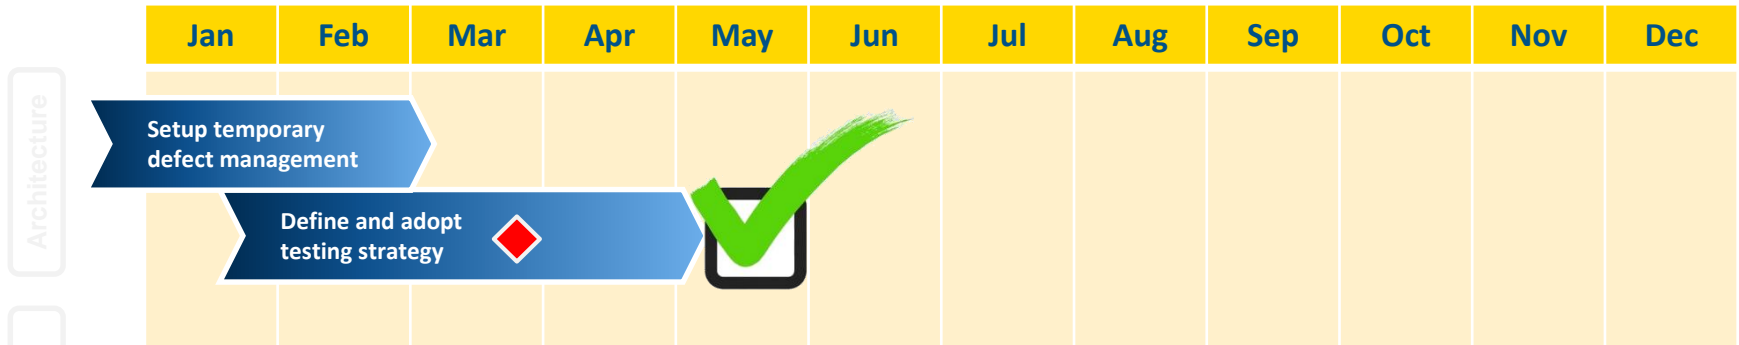 Jan Feb Mar Apr May Jun Jul Aug Sep Oct Nov Dec
Architecture
Setup temporary
defect management
Define and adopt
testing strategy